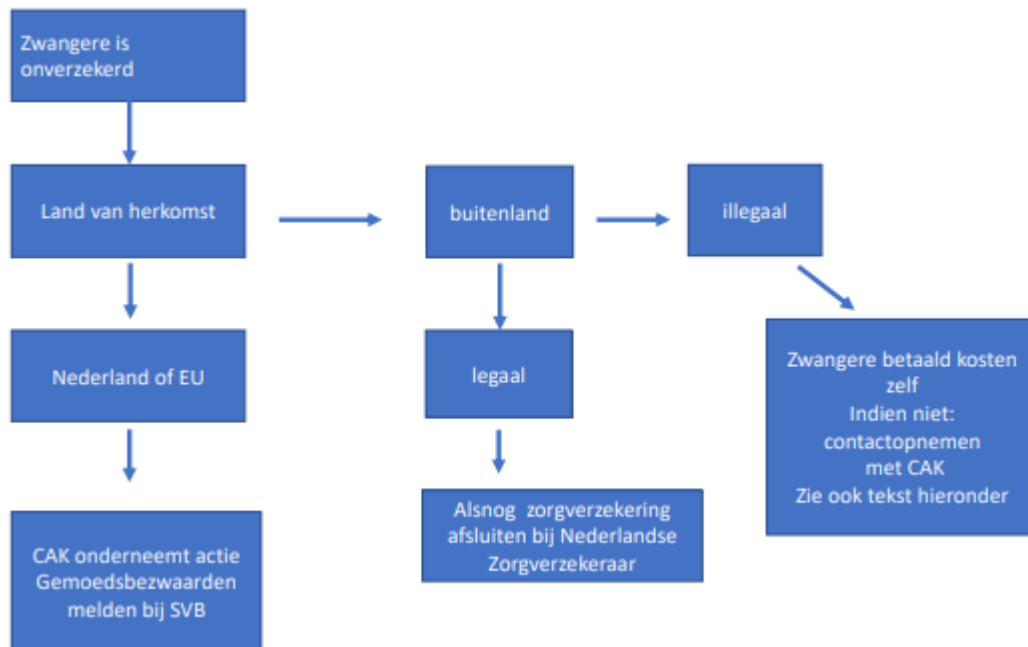 Zwangere is
onverzekerd
Land van herkomst
buitenland
illegaal
Nederland of EU
legaal
Zwangere betaald kosten
zelf
Indien niet:
contactopnemen
met CAK
Zie ook tekst hieronder
CAK onderneemt actie
Gemoedsbezwaarden
melden bij SVB
Alsnog zorgverzekering
afsluiten bij Nederlandse
Zorgverzekeraar